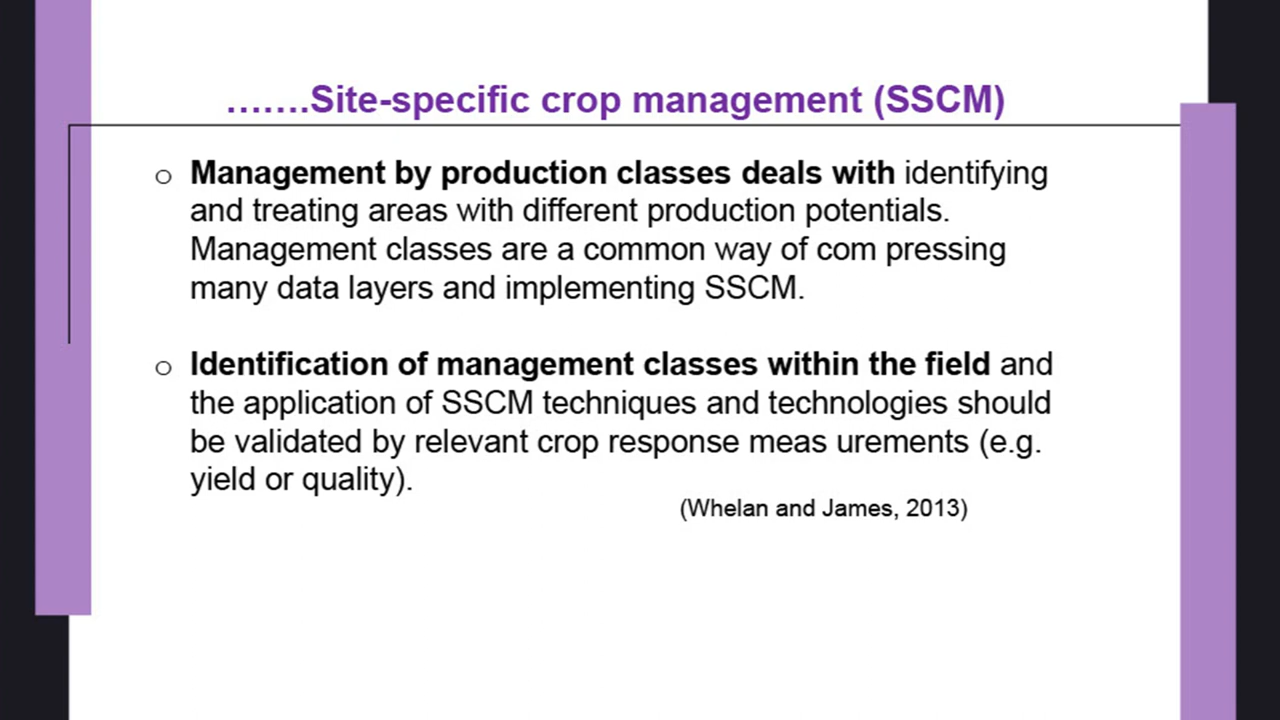 .......Site-specific crop management (SSCM)
o Management by production classes deals with identifying
and treating areas with different production potentials.
Management classes are a common way of com pressing
many data layers and implementing SSCM.
o Identification of management classes within the field and
the application of SSCM techniques and technologies should
be validated by relevant crop response meas urements (e.g.
yield or quality).
(Whelan and James, 2013)